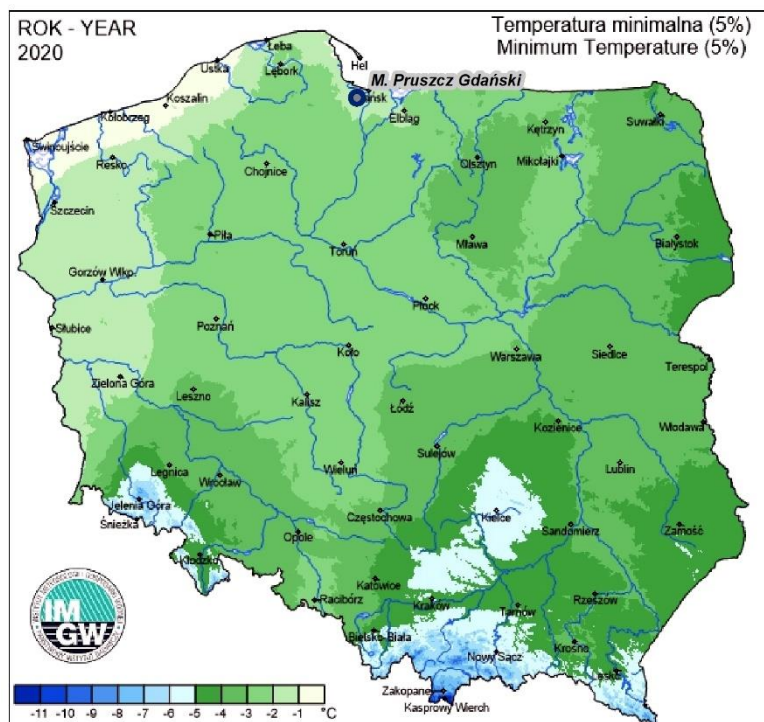 ROK - YEAR
2020
Temperatura minimalna (5%)
Minimum Temperature (5%)
Łeba
Hel
Ustka
Lębork
M. Pruszcz Gdański
Koszalin
Kołobrzeg
Elbląg
Kętrzyn
Suwałki
Świnoujście
Resko
Chojnice
Olsztyn
Mikołajki
Szczecin
Piła
Toruń
Mława
Białystok
Gorzów Wlkp.
Płock
Słubice
Poznań
Koło
Warszawa
Siedlce
Terespol
Zielona Góra
Leszno
Kalisz
Łódź
Kozienice
Włodawa
Sulejów
Legnica
Wieluń
Lublin
Wrocław
Jelenia Góra
Śnieżka
Częstochowa
Kielce
Sandomierz
Zamość
Opole
Kłodzko
Katowice
Racibórz
Kraków
Tarnów
Rzeszów
Bielsko-Biała
Nowy Sącz
Krosno
Lesko
Zakopane
Kasprowy Wierch
IM
GW
-11 -10 -9 -8 -7 -6 -5 -4 -3 -2 -1 °C